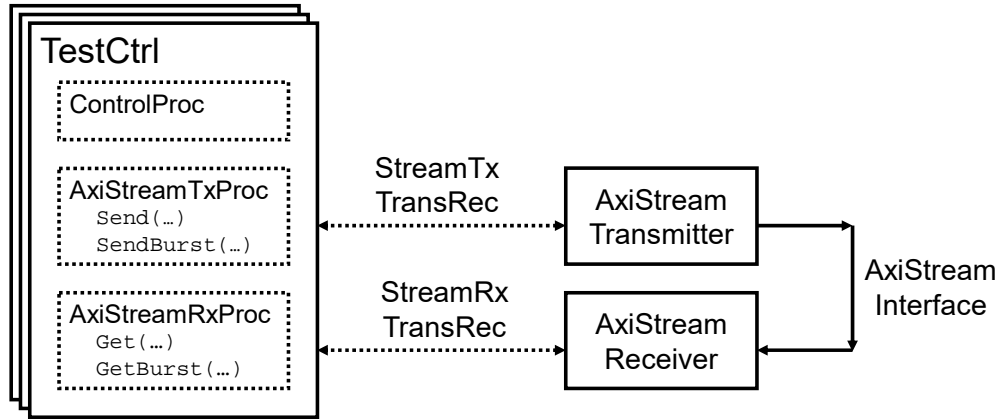 TestCtrl
ControlProc
AxiStreamTxProc
Send(…)
SendBurst(…)
AxiStreamRxProc
Get(…)
GetBurst(…)
StreamTx
TransRec
StreamRx
TransRec
AxiStream
Transmitter
AxiStream
Receiver
AxiStream
Interface